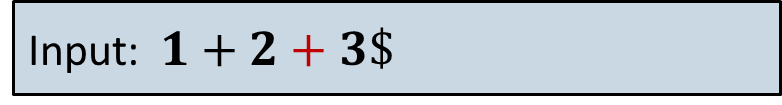 Input: 1 + 2 + 3$